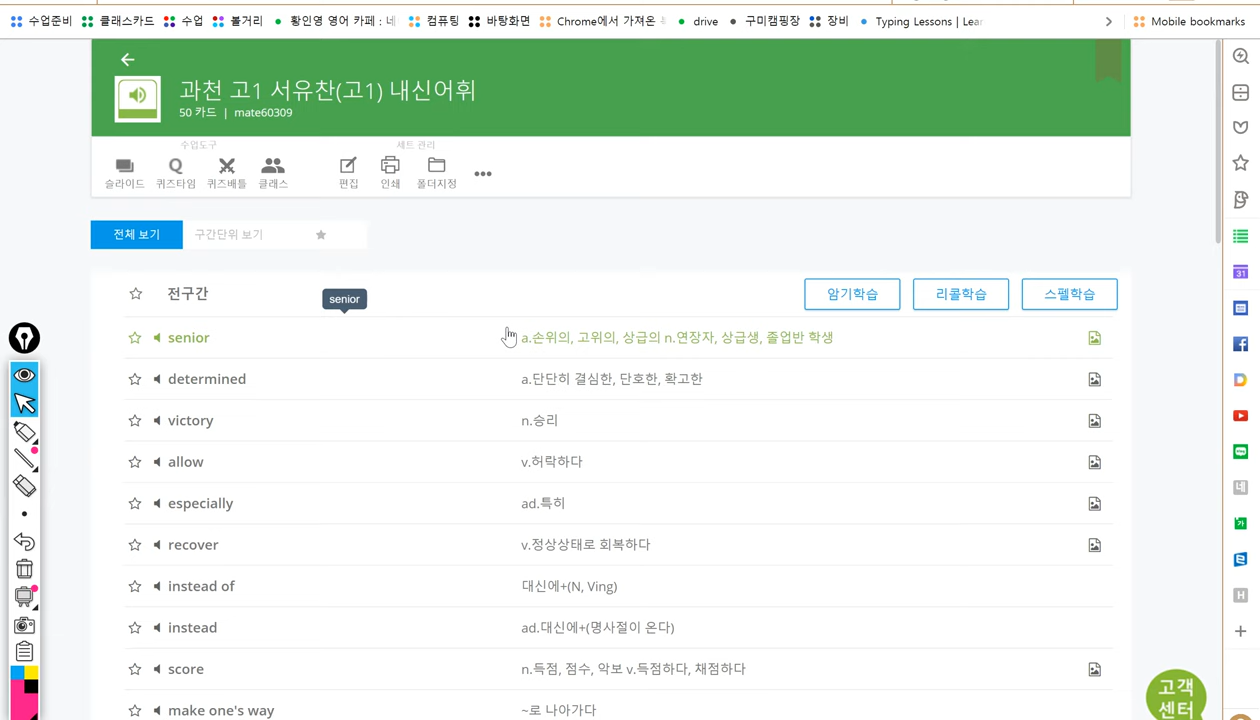 수업준비 클래스카드 수업 볼거리 황인영 영어 카페 : 네 컴퓨팅 바탕화면 Chrome에서 가져온 drive 구미캠핑장 장비 Typing Lessons | Lear Mobile bookmarks
과천 고1 서유찬(고1) 내신어휘
50 카드 | mate60309
수업도구 세트 관리
슬라이드 퀴즈타임 퀴즈배틀 클래스 편집 인쇄 폴더지정
전체 보기 구간단위 보기
전구간 senior 암기학습 리콜학습 스펠학습
senior a.손위의, 고위의, 상급의 n.연장자, 상급생, 졸업반 학생
determined a.단단히 결심한, 단호한, 확고한
victory n.승리
allow v.허락하다
especially ad.특히
recover v.정상상태로 회복하다
instead of 대신에+(N, Ving)
instead ad.대신에+(명사절이 온다)
score n.득점, 점수, 악보 v.득점하다, 채점하다
make one's way ~로 나아가다
고객
센터
31